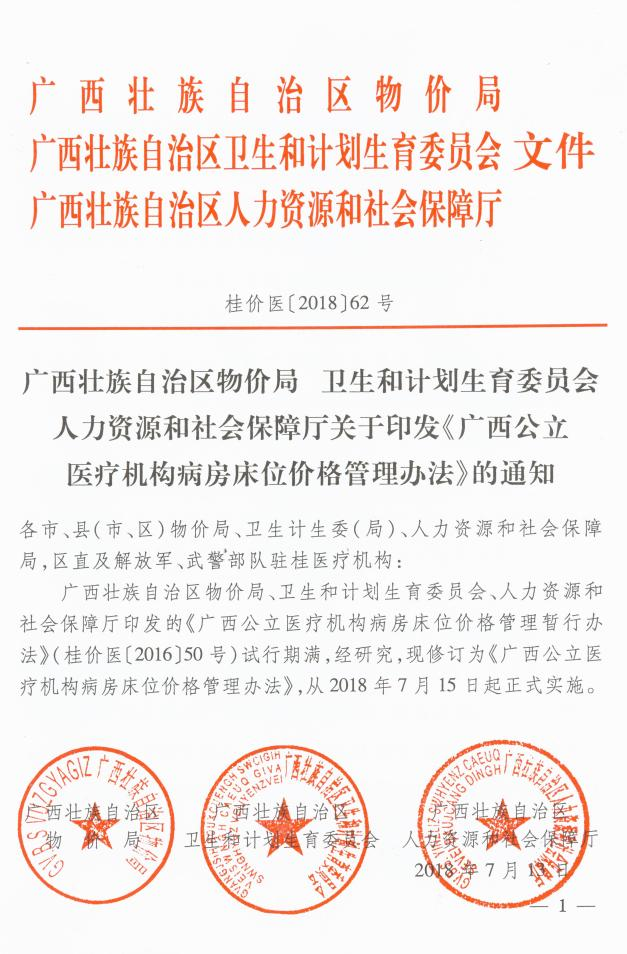 广西壮族自治区物价局
广西壮族自治区卫生和计划生育委员会 文件
广西壮族自治区人力资源和社会保障厅
桂价医〔2018〕62 号
广西壮族自治区物价局 卫生和计划生育委员会
人力资源和社会保障厅关于印发《广西公立
医疗机构病房床位价格管理办法》的通知
各市、县(市、区)物价局、卫生计生委(局)、人力资源和社会保障
局,区直及解放军、武警部队驻桂医疗机构:
广西壮族自治区物价局、卫生和计划生育委员会、人力资源和
社会保障厅印发的《广西公立医疗机构病房床位价格管理暂行办
法》(桂价医〔2016〕50 号)试行期满,经研究,现修订为《广西公立医
疗机构病房床位价格管理办法》,从 2018 年 7 月 15 日起正式实施。
广西壮族自治区 广西壮族自治区 广西壮族自治区
物价局 卫生和计划生育委员会 人力资源和社会保障厅
2018 年 7 月 13 日
— 1 —